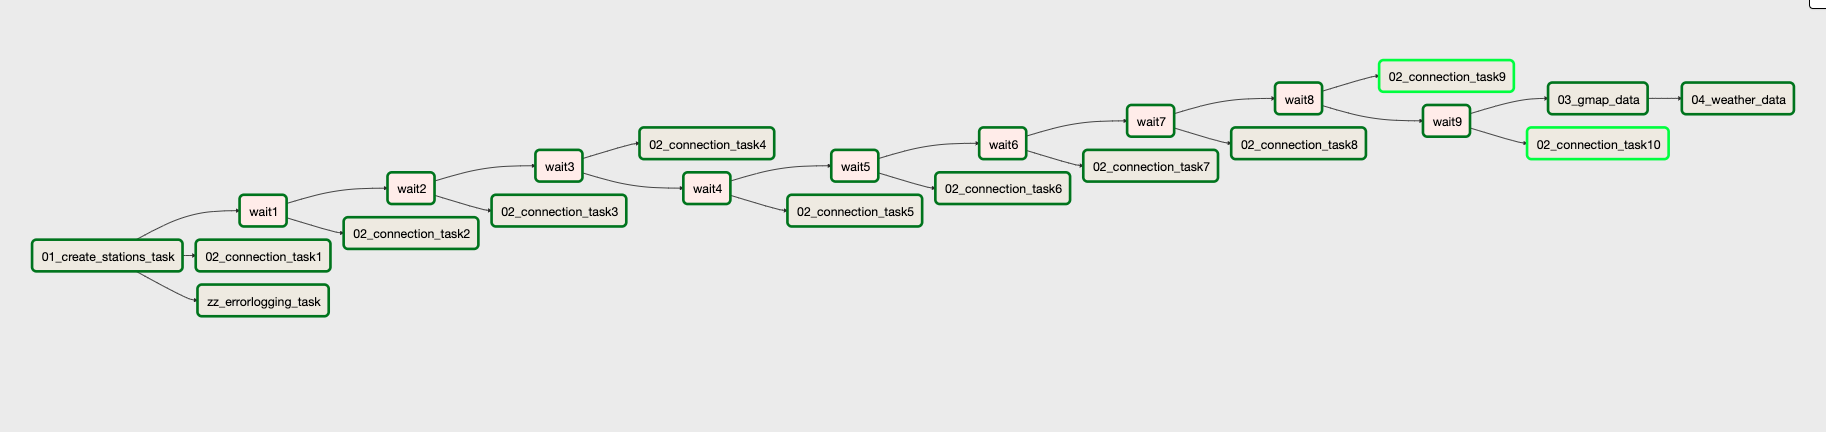 01_create_stations_task
02_connection_task1
zz_errorlogging_task
wait1
02_connection_task2
wait2
02_connection_task3
wait3
02_connection_task4
wait4
02_connection_task5
wait5
02_connection_task6
wait6
02_connection_task7
wait7
02_connection_task8
wait8
02_connection_task9
wait9
02_connection_task10
03_gmap_data
04_weather_data